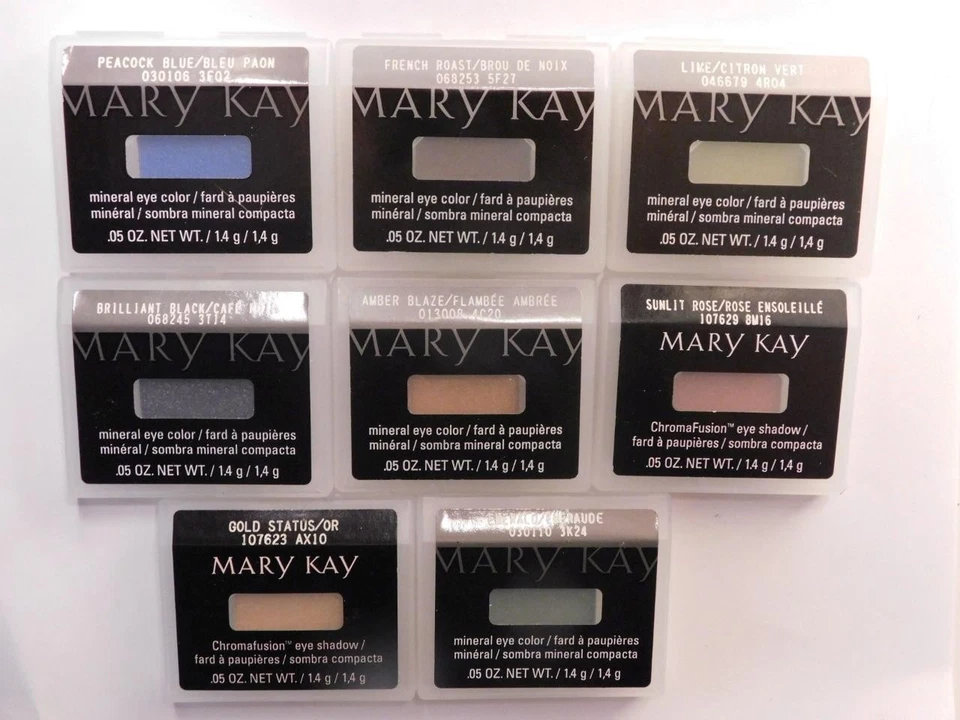 PEACOCK BLUE/BLEU PAON
030106 3F02
MARY KAY
mineral eye color / fard à paupières
minéral / sombra mineral compacta
.05 OZ. NET WT. / 1.4 g / 1,4 g
FRENCH ROAST/BROU DE NOIX
068253 5F27
MARY KAY
mineral eye color / fard à paupières
minéral / sombra mineral compacta
.05 OZ. NET WT. / 1.4 g / 1,4 g
LIME/CITRON VERT
046679 4R04
MARY KAY
mineral eye color / fard à paupières
minéral / sombra mineral compacta
.05 OZ. NET WT. / 1.4 g / 1,4 g
BRILLIANT BLACK/CAFÉ
068245 3T14
MARY KAY
mineral eye color / fard à paupières
minéral / sombra mineral compacta
.05 OZ. NET WT. / 1.4 g / 1,4 g
AMBER BLAZE/FLAMBÉE AMBRÉE
013008 4C20
MARY KAY
mineral eye color / fard à paupières
minéral / sombra mineral compacta
.05 OZ. NET WT. / 1.4 g / 1,4 g
SUNLIT ROSE/ROSE ENSOLEILLÉ
107629 BM16
MARY KAY
ChromaFusion™ eye shadow /
fard à paupières / sombra compacta
.05 OZ. NET WT. / 1.4 g / 1,4 g
GOLD STATUS/OR
107623 AX10
MARY KAY
Chromafusion™ eye shadow /
fard à paupières / sombra compacta
.05 OZ. NET WT. / 1.4 g / 1,4 g
030110 3K24
MARY KAY
mineral eye color / fard à paupières
minéral / sombra mineral compacta
.05 OZ. NET WT. / 1.4 g / 1,4 g